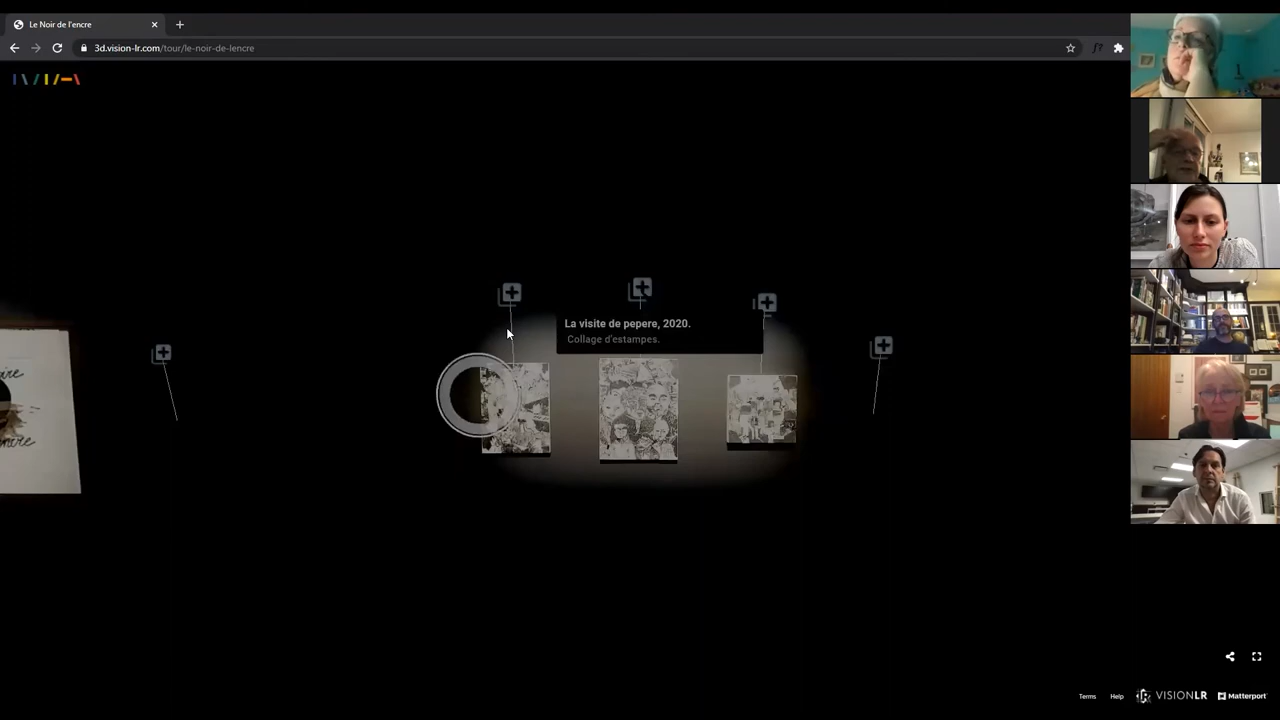 Le Noir de l'encre
3d.vision-lr.com/tour/le-noir-de-lencre
La visite de pepere, 2020.
Collage d'estampes.
Terms
Help
VISIONLR
Matterport